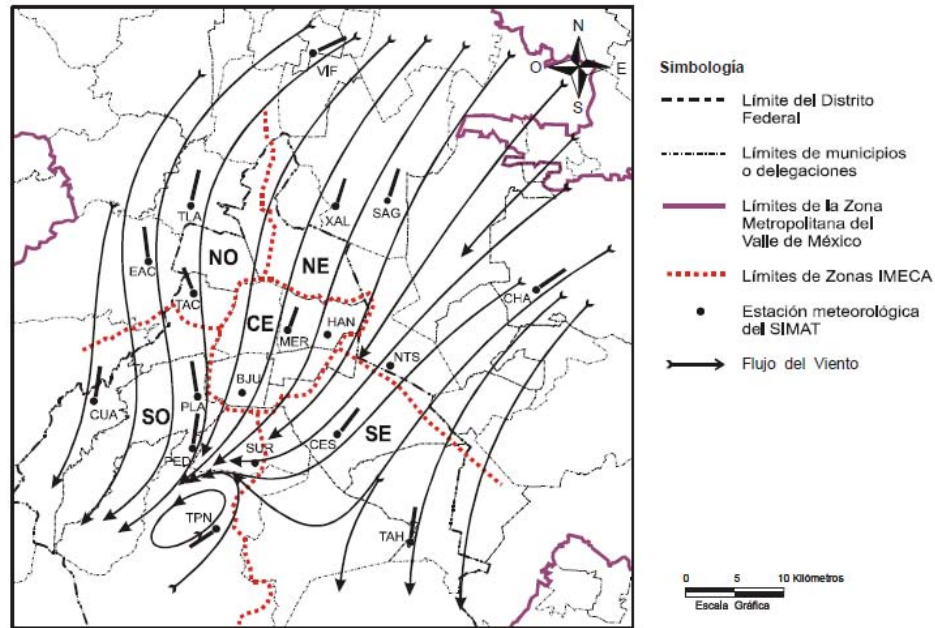 N
O E
S
VIF
TLA
XAL
SAG
EAC
NO
NE
TAC
CHA
CE
MER
HAN
NTS
BJU
CUA
SO
PLA
CES
SE
PED
SUR
TPN
TAH
Simbología
Límite del Distrito
Federal
Límites de municipios
o delegaciones
Límites de la Zona
Metropolitana del
Valle de México
Límites de Zonas IMECA
Estación meteorológica
del SIMAT
Flujo del Viento
0 5 10 Kilómetros
Escala Gráfica